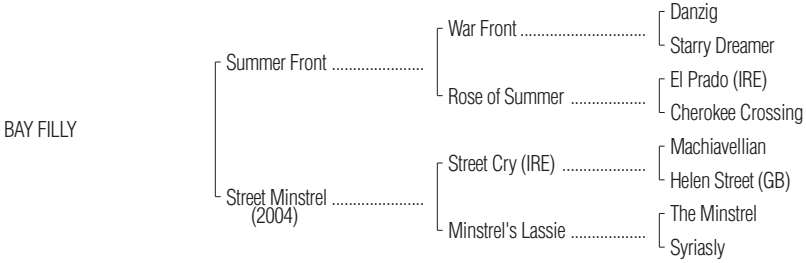 Danzig
War Front ..............................
Starry Dreamer
Summer Front ......................
El Prado (IRE)
Rose of Summer ..................
Cherokee Crossing
BAY FILLY
Machiavellian
Street Cry (IRE) ....................
Helen Street (GB)
Street Minstrel ......................
(2004)
The Minstrel
Minstrel's Lassie ..................
Syriasly